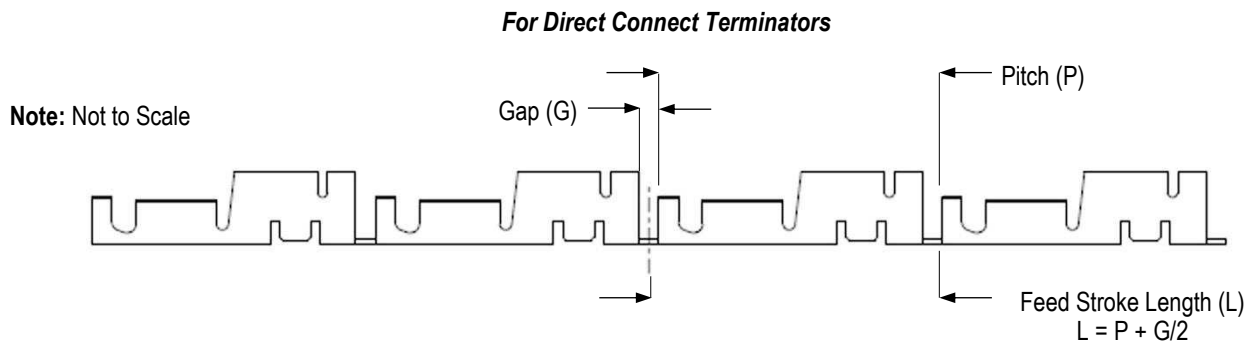 For Direct Connect Terminators
Pitch (P)
Gap (G)
Note: Not to Scale
Feed Stroke Length (L)
L = P + G/2